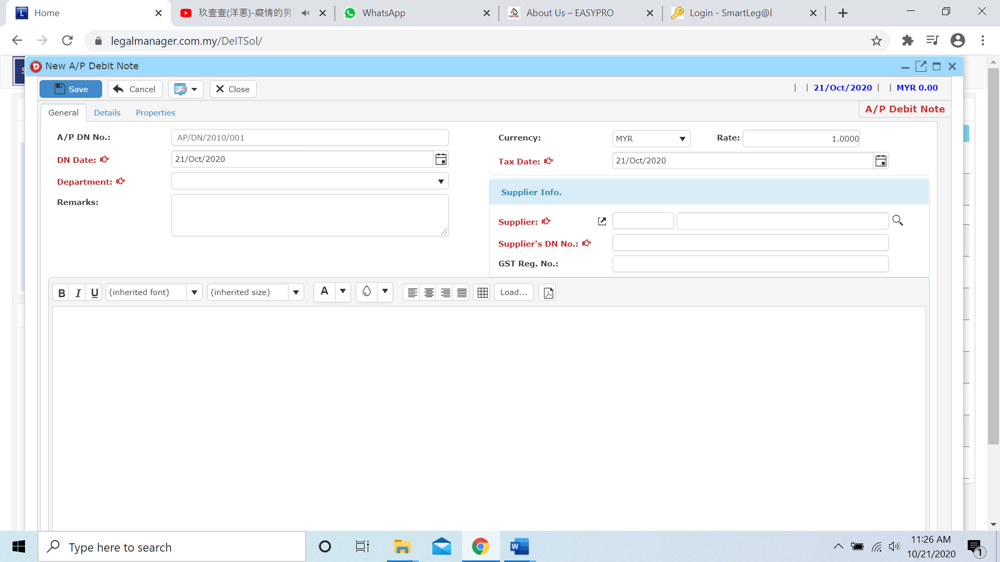 Home
玖壹壹(洋蔥)-癡情的男
WhatsApp
About Us – EASYPRO
Login - SmartLeg@l
legalmanager.com.my/DeITSol/
New A/P Debit Note
Save
Cancel
Close
| | 21/Oct/2020 | | MYR 0.00
General
Details
Properties
A/P Debit Note
A/P DN No.:
AP/DN/2010/001
Currency:
MYR
Rate:
1.0000
DN Date:
21/Oct/2020
Tax Date:
21/Oct/2020
Department:
Remarks:
Supplier Info.
Supplier:
Supplier's DN No.:
GST Reg. No.:
B I U
(inherited font)
(inherited size)
A
Load...
Type here to search
11:26 AM
10/21/2020
1